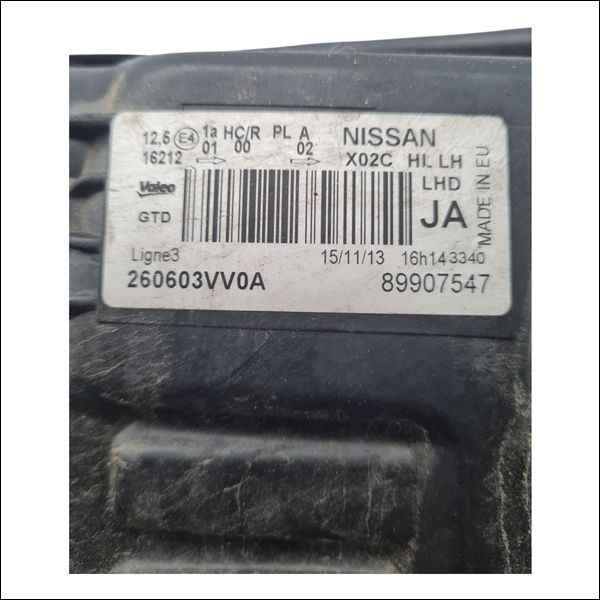 12,5 E4 1a HC/R PL A NISSAN
16212 01 00 02 X02C HL LH
Valeo LHD
GTD JA
MADE IN EU
Ligne3 15/11/13 16h14 3340
260603VV0A 89907547